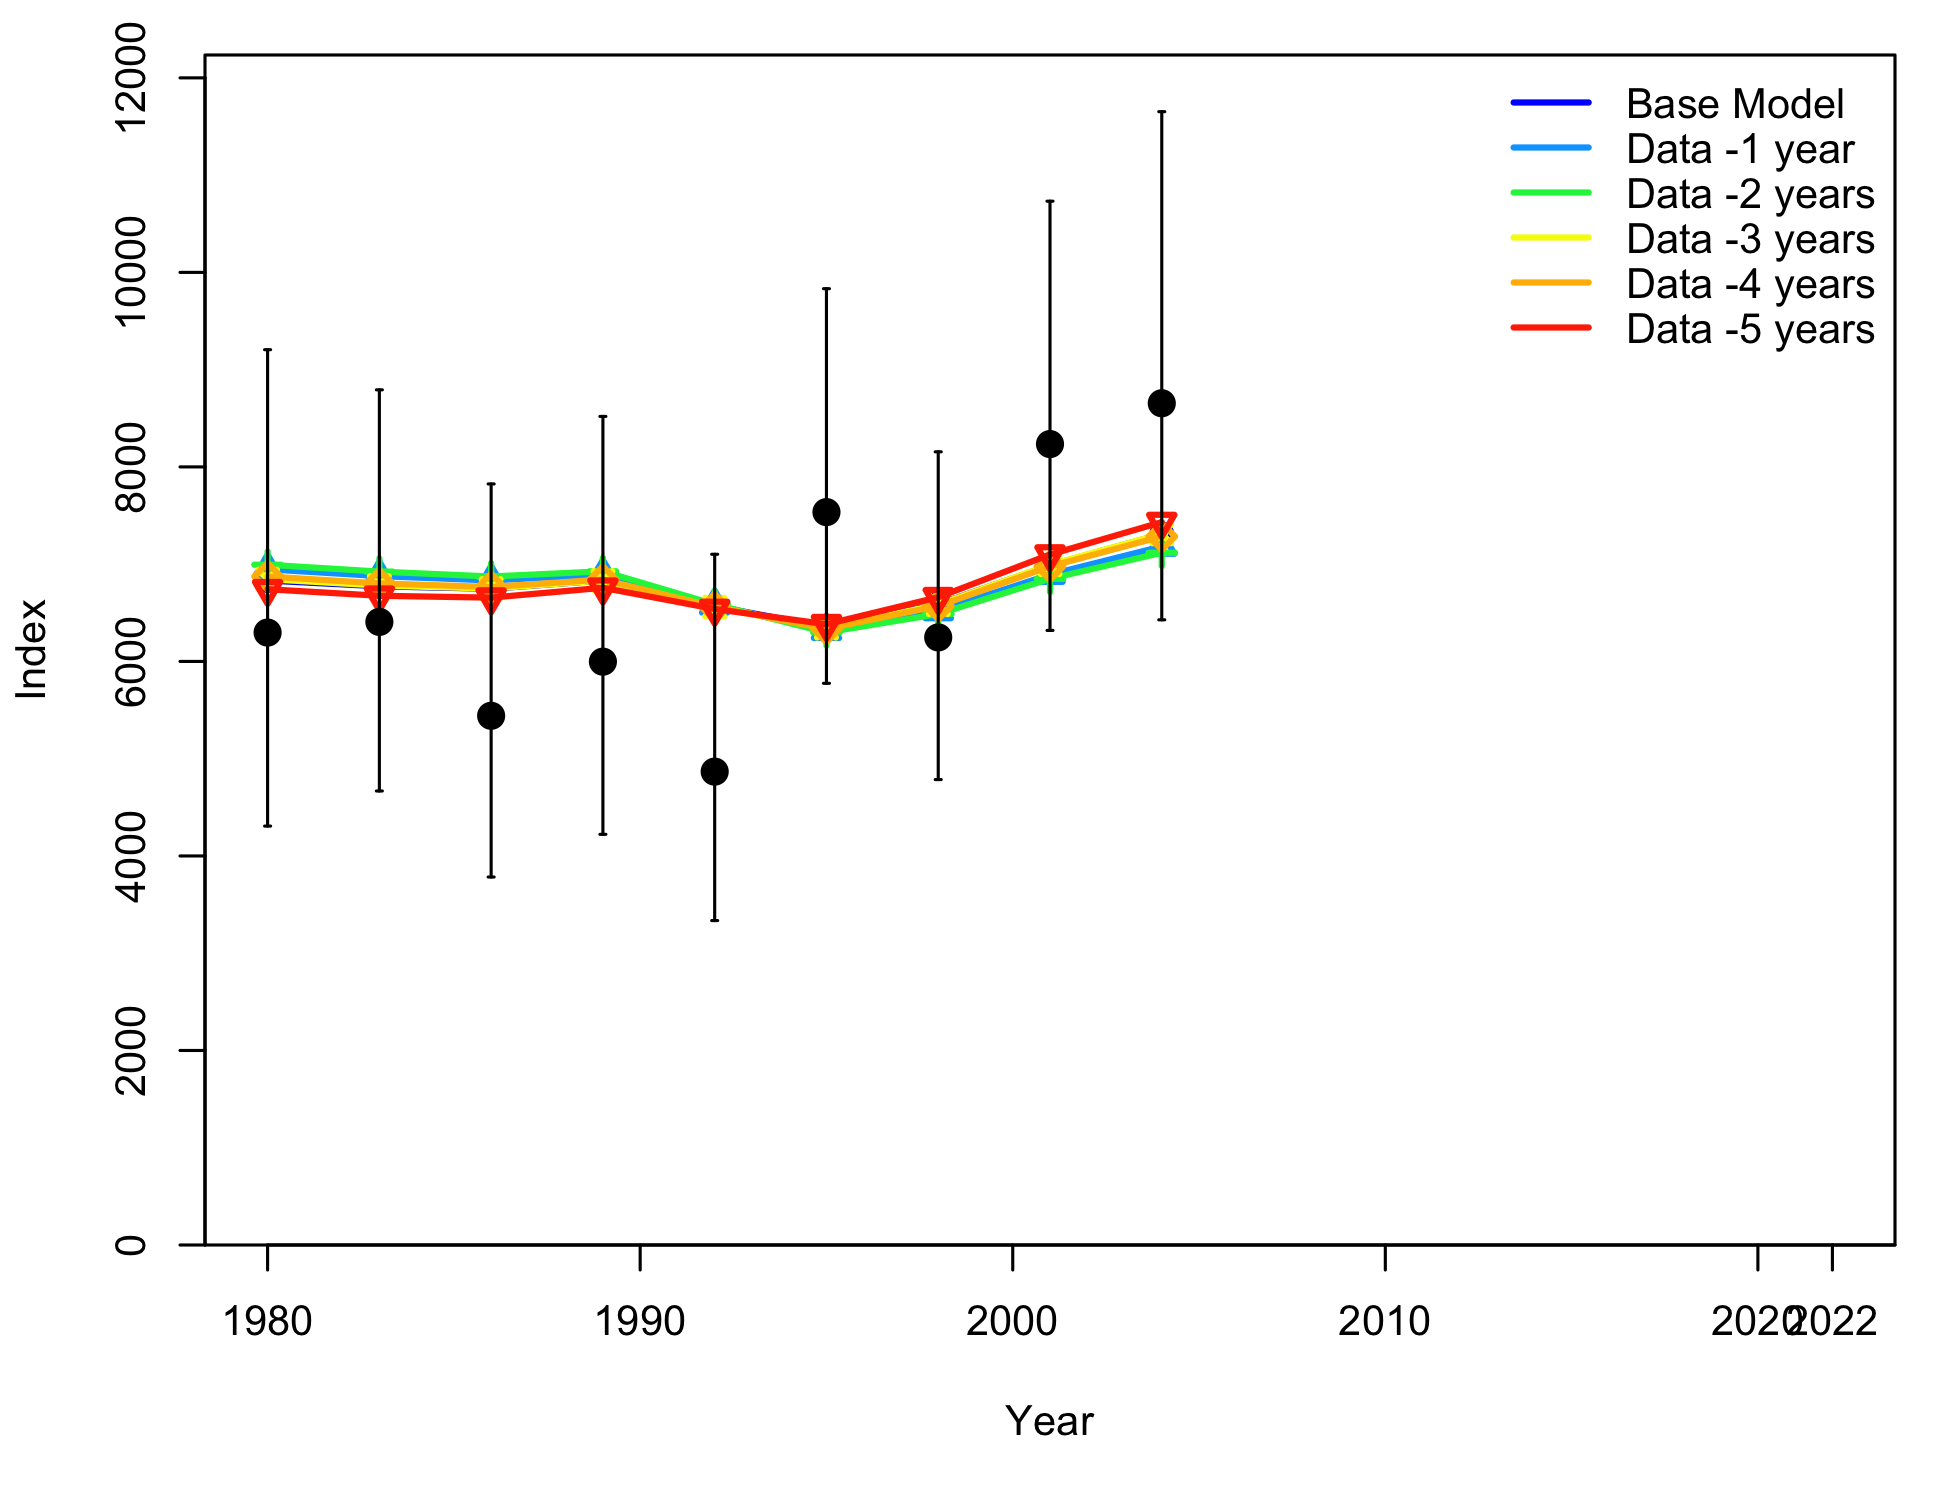 12000
10000
8000
6000
4000
2000
0
Index
Base Model
Data -1 year
Data -2 years
Data -3 years
Data -4 years
Data -5 years
1980 1990 2000 2010 2020 2022
Year